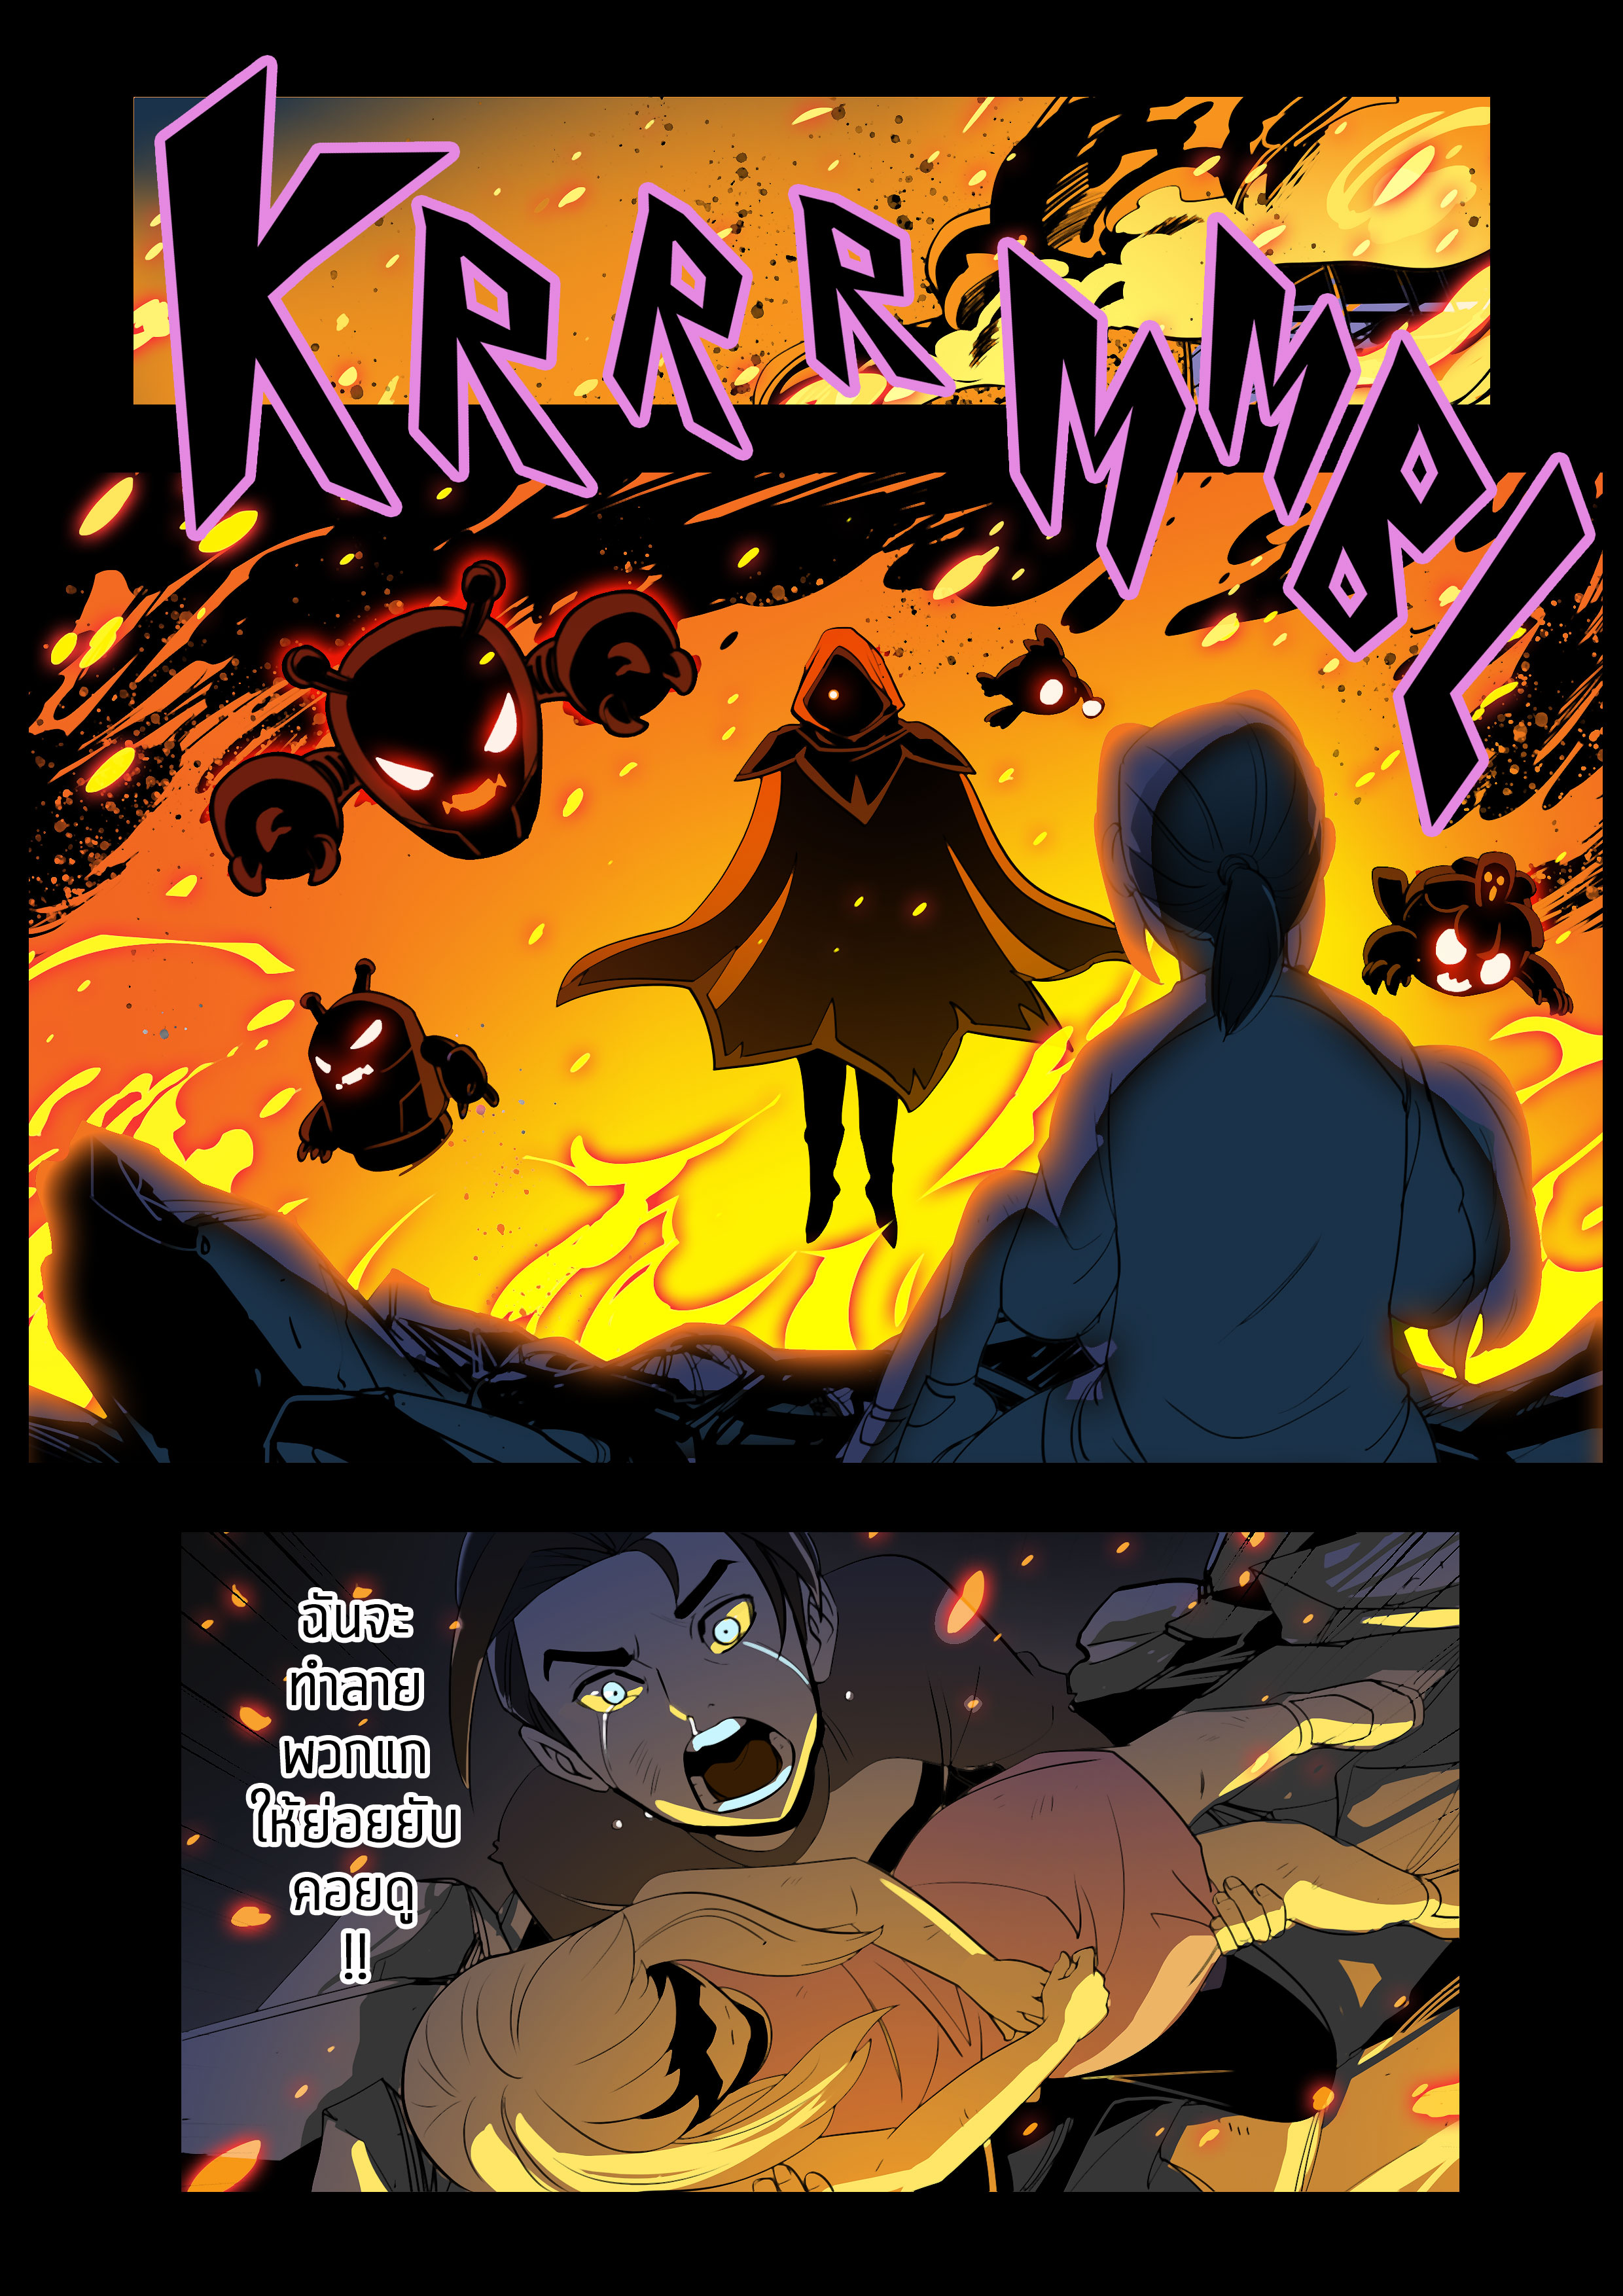 KRRRMMBL
ฉันจะ
ทำลาย
พวกแก
ให้ย่อยยับ
คอยดู
!!